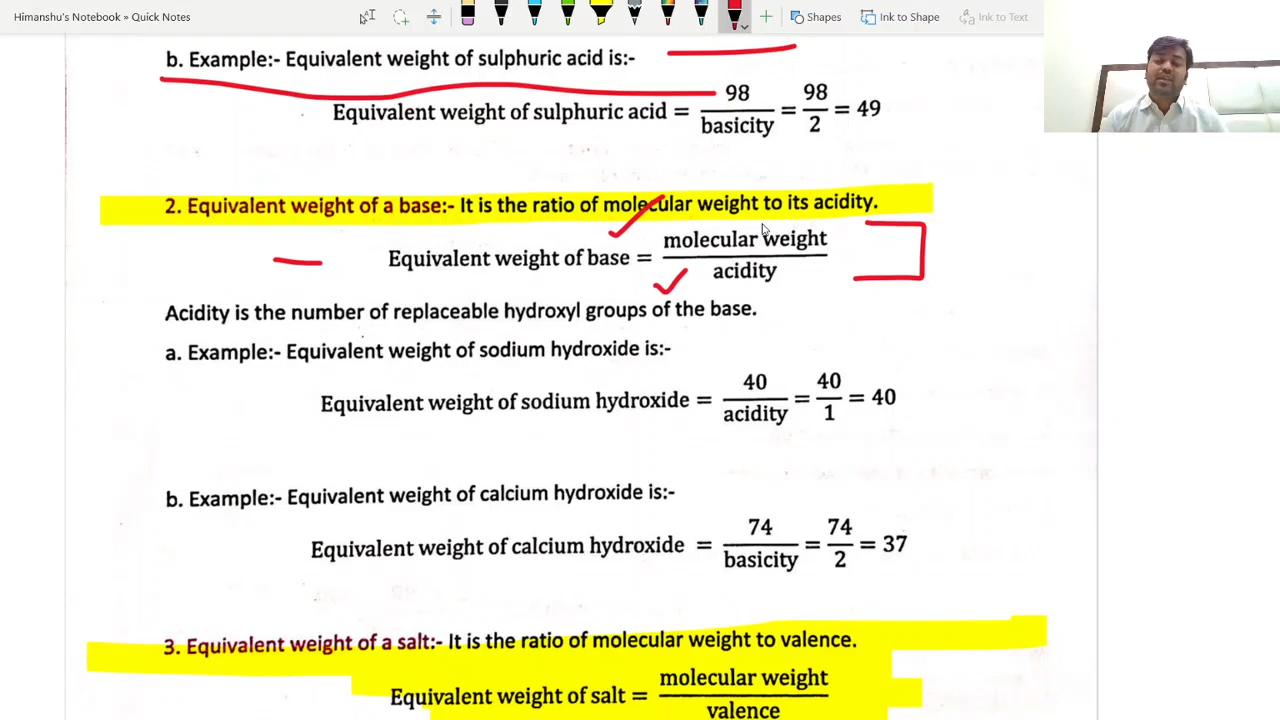 Himanshu's Notebook » Quick Notes
Shapes
Ink to Shape
Ink to Text
b. Example:- Equivalent weight of sulphuric acid is:-
Equivalent weight of sulphuric acid = 98/basicity = 98/2 = 49
2. Equivalent weight of a base:- It is the ratio of molecular weight to its acidity.
Equivalent weight of base = molecular weight/acidity
Acidity is the number of replaceable hydroxyl groups of the base.
a. Example:- Equivalent weight of sodium hydroxide is:-
Equivalent weight of sodium hydroxide = 40/acidity = 40/1 = 40
b. Example:- Equivalent weight of calcium hydroxide is:-
Equivalent weight of calcium hydroxide = 74/basicity = 74/2 = 37
3. Equivalent weight of a salt:- It is the ratio of molecular weight to valence.
Equivalent weight of salt = molecular weight/valence